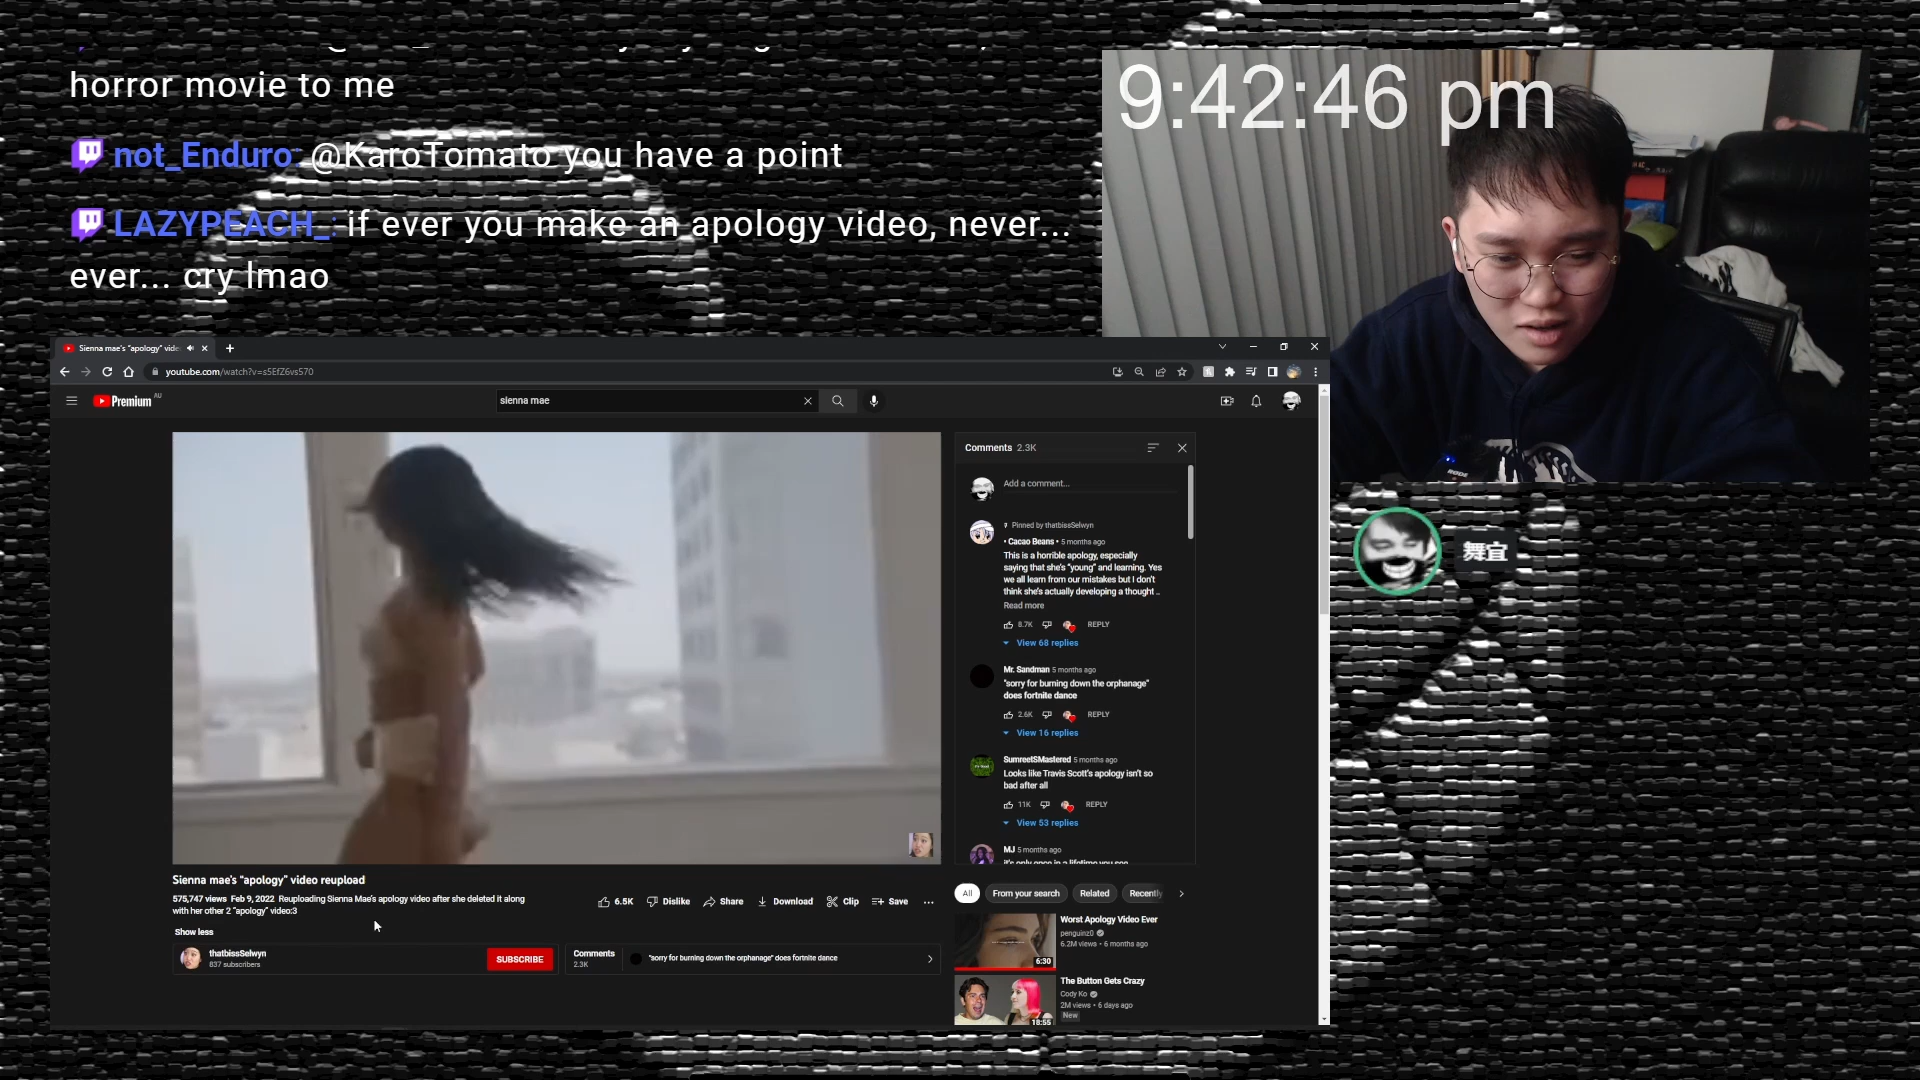 horror movie to me
not_Enduro: @KaroTomato you have a point
LAZYPEACH_: if ever you make an apology video, never...
ever... cry lmao
9:42:46 pm
Sienna mae's "apology" vide
youtube.com/watch?v=s5EfZ6vs570
Premium AU
sienna mae
Comments 2.3K
Add a comment...
Pinned by thatbissSelwyn
• Cacao Beans • 5 months ago
This is a horrible apology, especially
saying that she's "young" and learning. Yes
we all learn from our mistakes but I don't
think she's actually developing a thought ..
Read more
8.7K REPLY
View 68 replies
Mr. Sandman 5 months ago
"sorry for burning down the orphanage"
does fortnite dance
2.6K REPLY
View 16 replies
SumreetSMastered 5 months ago
Looks like Travis Scott's apology isn't so
bad after all
11K REPLY
View 53 replies
MJ 5 months ago
it's only once in a lifetime you see
Sienna mae's "apology" video reupload
575,747 views Feb 9, 2022 Reuploading Sienna Mae's apology video after she deleted it along
with her other 2 "apology" video:3
Show less
6.5K Dislike Share Download Clip Save ...
thatbissSelwyn
837 subscribers
SUBSCRIBE
Comments
2.3K
"sorry for burning down the orphanage" does fortnite dance
All From your search Related Recently
Worst Apology Video Ever
penguinz0
6.2M views • 6 months ago
6:30
The Button Gets Crazy
Cody Ko
2M views • 6 days ago
New
18:55
舞宜
RØDE